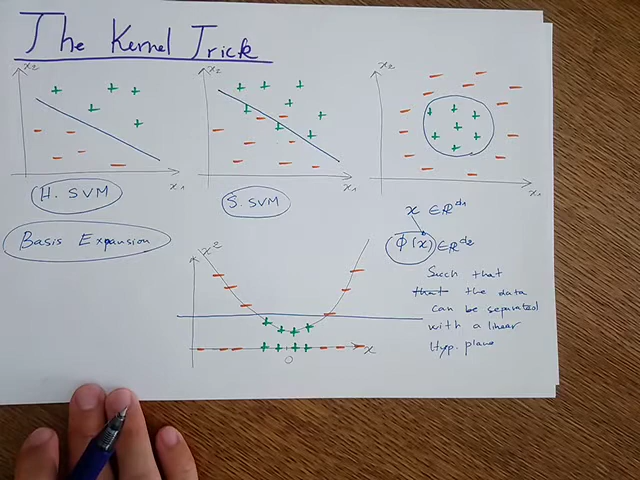 The Kernel Trick
x₂
x₁
H. SVM
x₂
x₁
S. SVM
x₂
x₁
Basis Expansion
x ∈ ℝ^d₁
Φ(x) ∈ ℝ^d₂
Such that
that the data
can be separated
with a linear
Hyp. plane
x²
x
0